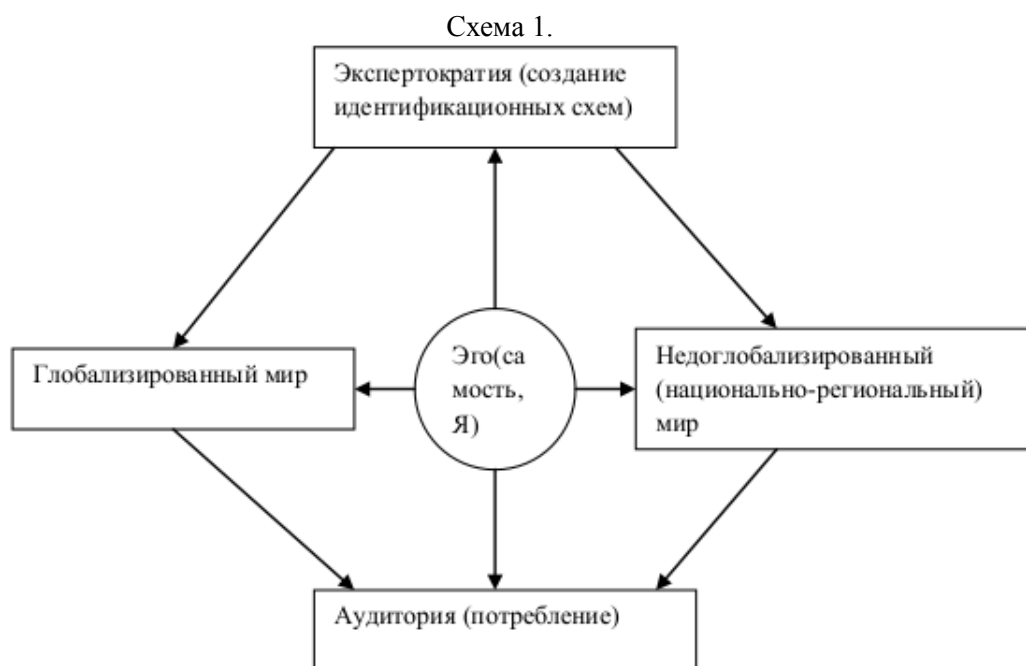 Схема 1.
Экспертократия (создание
идентификационных схем)
Глобализированный мир
Эго(са
мость,
Я)
Недоглобализированный
(национально-региональный)
мир
Аудитория (потребление)